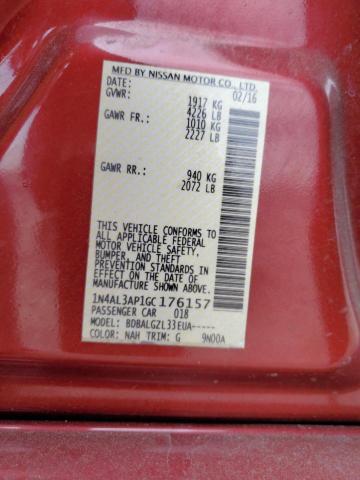 MFD BY NISSAN MOTOR CO., LTD.
DATE: 02/16
GVWR: 1917 KG
4226 LB
GAWR FR.: 1010 KG
2227 LB
GAWR RR.: 940 KG
2072 LB
THIS VEHICLE CONFORMS TO
ALL APPLICABLE FEDERAL
MOTOR VEHICLE SAFETY,
BUMPER, AND THEFT
PREVENTION STANDARDS IN
EFFECT ON THE DATE OF
MANUFACTURE SHOWN ABOVE.
1N4AL3AP1GC176157
PASSENGER CAR 018
MODEL: BDBALGZL33EUA-----
COLOR: NAH TRIM: G 9N00A